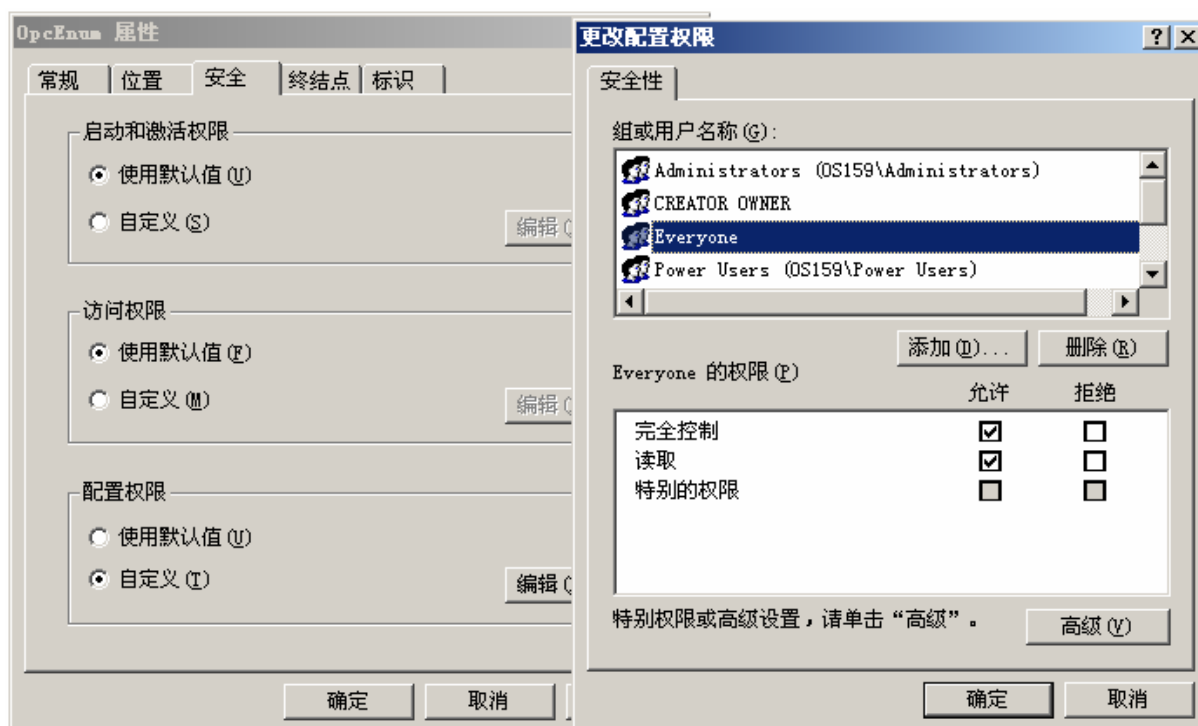 OpcEnum 属性
常规
位置
安全
终结点
标识
启动和激活权限
使用默认值(U)
自定义(S)
编辑(
访问权限
使用默认值(F)
自定义(M)
编辑(
配置权限
使用默认值(U)
自定义(T)
编辑(
确定
取消
更改配置权限
安全性
组或用户名称(G):
Administrators (OS159\Administrators)
CREATOR OWNER
Everyone
Power Users (OS159\Power Users)
添加(D)...
删除(R)
Everyone 的权限(P)
允许
拒绝
完全控制
读取
特别的权限
特别权限或高级设置，请单击“高级”。
高级(V)
确定
取消